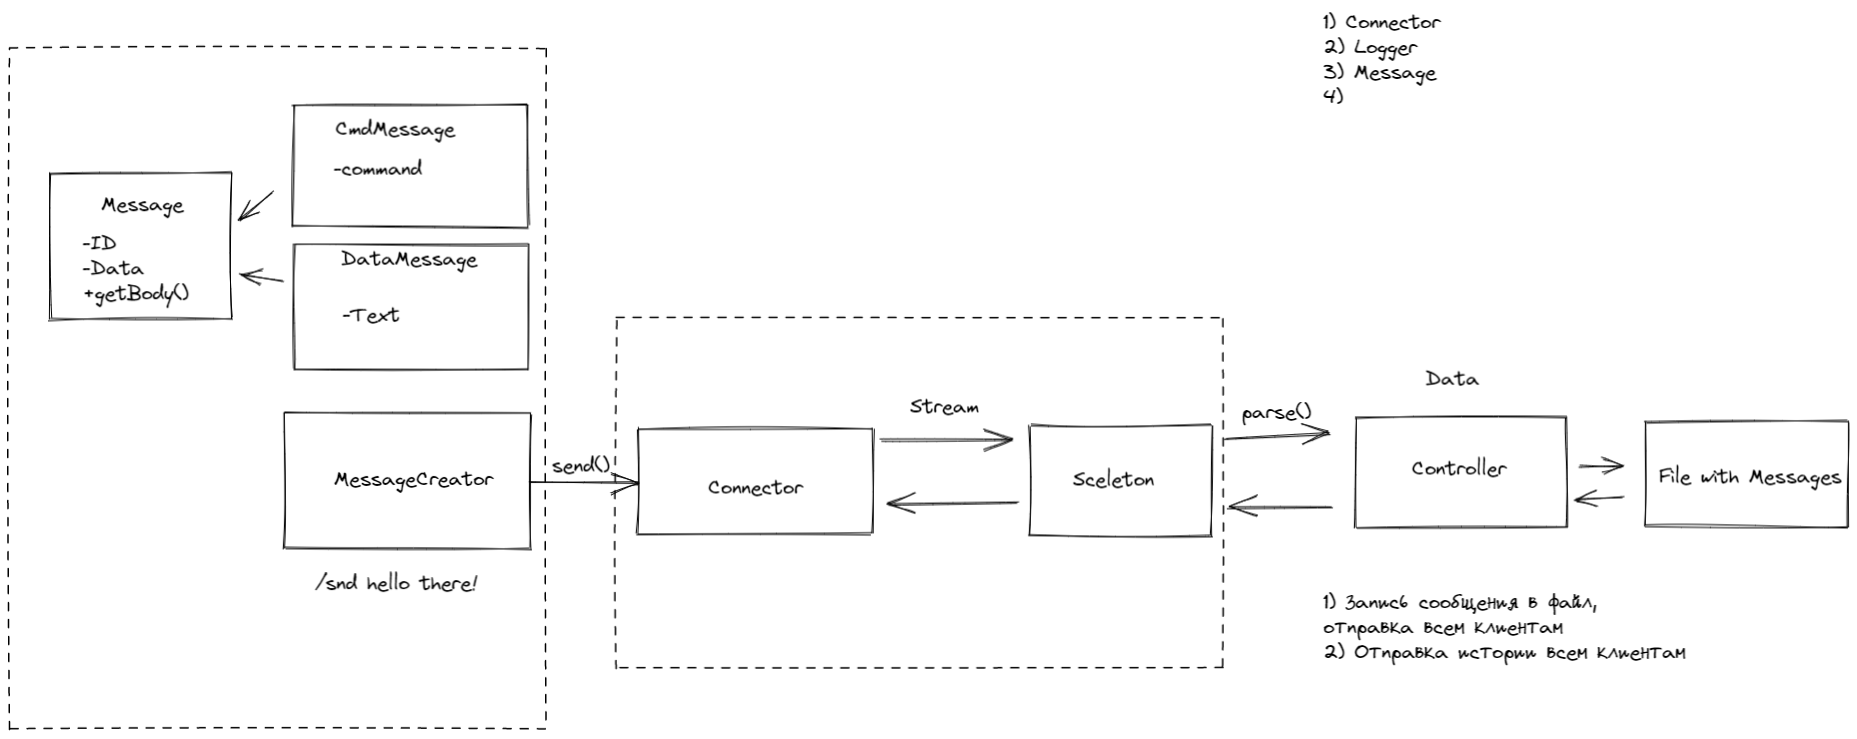 1) Connector
2) Logger
3) Message
4)
CmdMessage
-command
Message
-ID
-Data
+getBody()
DataMessage
-Text
MessageCreator
/snd hello there!
send()
Connector
Stream
Sceleton
parse()
Data
Controller
File with Messages
1) Запись сообщения в файл,
отправка всем клиентам
2) Отправка истории всем клиентам